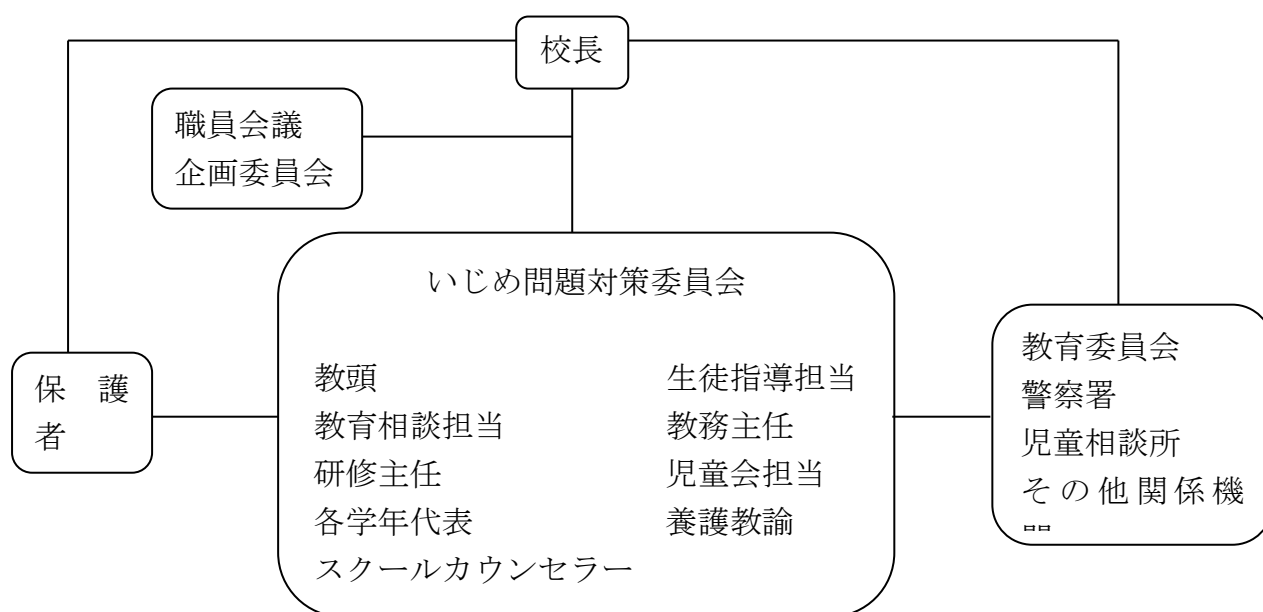 校長
職員会議
企画委員会
いじめ問題対策委員会
教頭 生徒指導担当
教育相談担当 教務主任
研修主任 児童会担当
各学年代表 養護教諭
スクールカウンセラー
保護
者
教育委員会
警察署
児童相談所
その他関係機